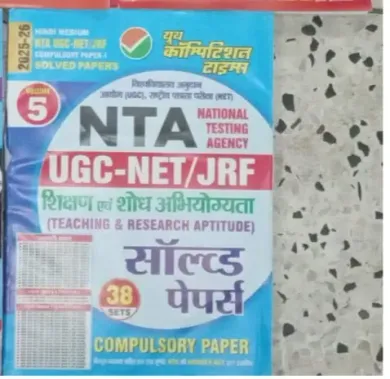 2025-26
HINDI MEDIUM
NTA UGC-NET/JRF
COMPULSORY PAPER-I
SOLVED PAPERS
यूथ
कॉम्पिटिशन
टाइम्स
VOLUME
5
विश्वविद्यालय अनुदान
आयोग (UGC), राष्ट्रीय पात्रता परीक्षा (NET)
NTA
NATIONAL
TESTING
AGENCY
UGC-NET/JRF
शिक्षण एवं शोध अभियोग्यता
(TEACHING & RESEARCH APTITUDE)
सॉल्व्ड
पेपर्स
38
SETS
COMPULSORY PAPER